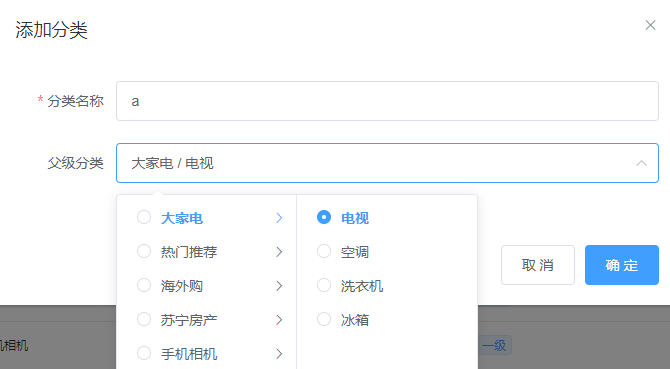 添加分类
* 分类名称 a
父级分类 大家电 / 电视
大家电 电视
热门推荐 空调
取 消 确 定
海外购 洗衣机
苏宁房产 冰箱
机相机 一级
手机相机